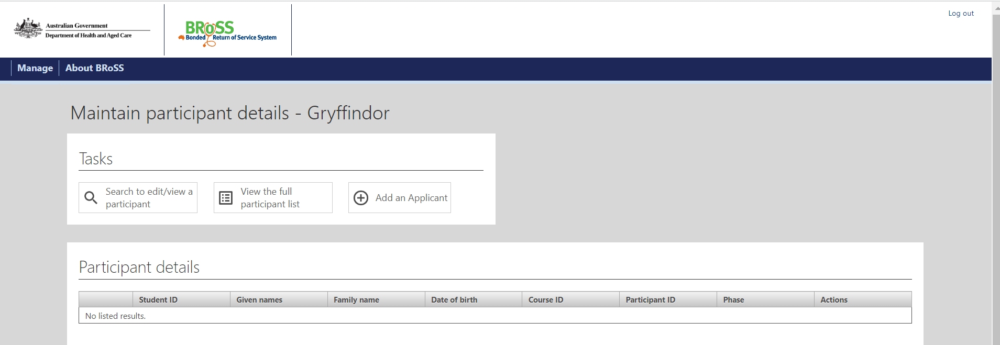 Log out
Australian Government
Department of Health and Aged Care
BRoSS
Bonded Return of Service System
Manage
About BRoSS
Maintain participant details - Gryffindor
Tasks
Search to edit/view a
participant
View the full
participant list
Add an Applicant
Participant details
Student ID Given names Family name Date of birth Course ID Participant ID Phase Actions
No listed results.